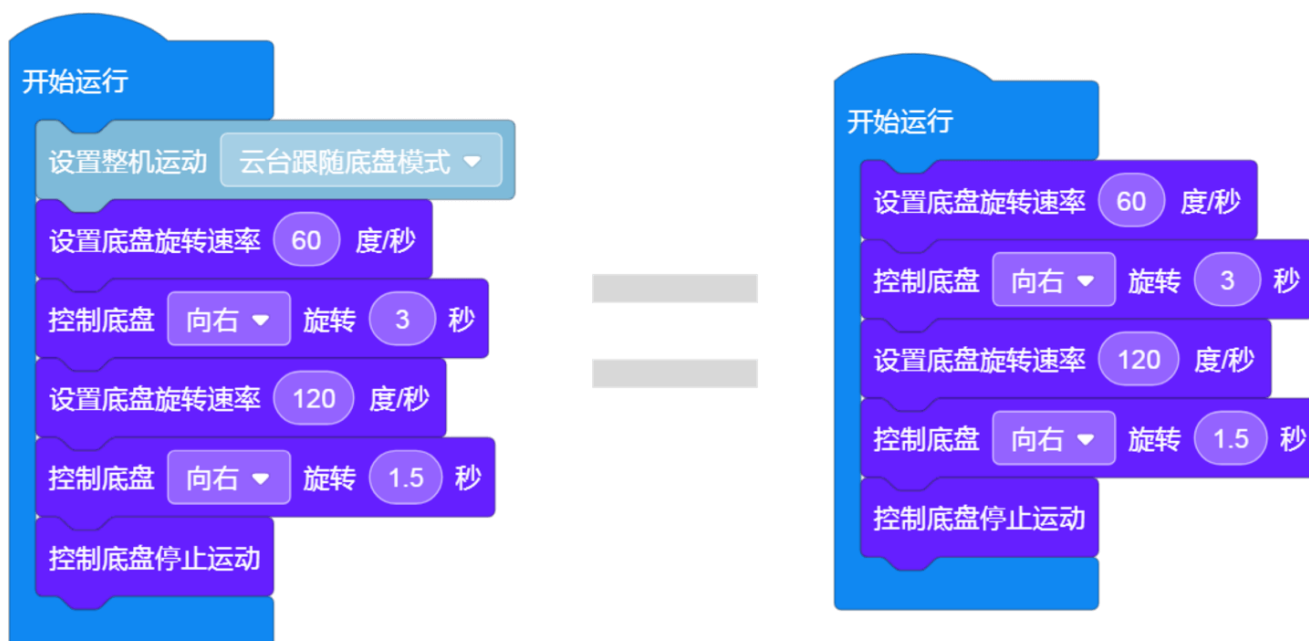 开始运行
设置整机运动 云台跟随底盘模式
设置底盘旋转速率 60 度/秒
控制底盘 向右 旋转 3 秒
设置底盘旋转速率 120 度/秒
控制底盘 向右 旋转 1.5 秒
控制底盘停止运动
开始运行
设置底盘旋转速率 60 度/秒
控制底盘 向右 旋转 3 秒
设置底盘旋转速率 120 度/秒
控制底盘 向右 旋转 1.5 秒
控制底盘停止运动